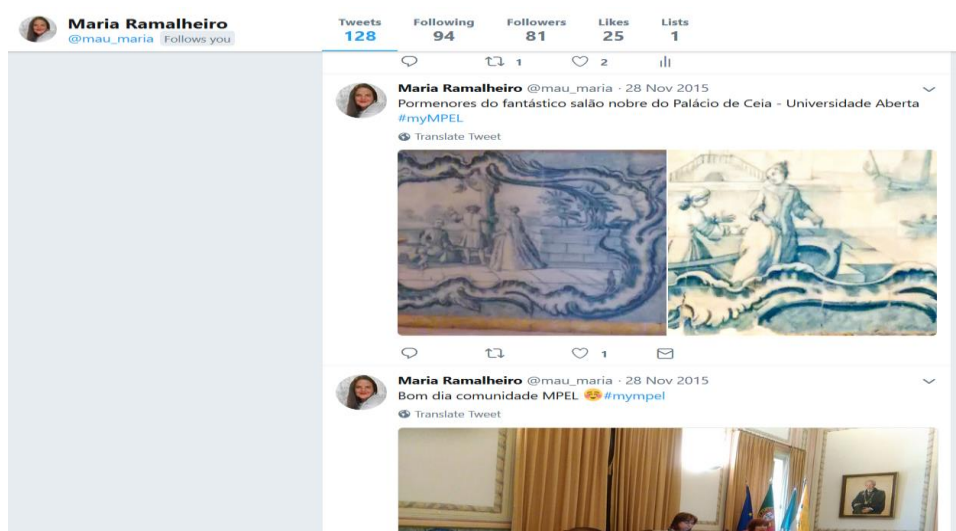 Maria Ramalheiro
@mau_maria Follows you
Tweets Following Followers Likes Lists
128 94 81 25 1
1 2
Maria Ramalheiro @mau_maria · 28 Nov 2015
Pormenores do fantástico salão nobre do Palácio de Ceia - Universidade Aberta
#myMPEL
Translate Tweet
1
Maria Ramalheiro @mau_maria · 28 Nov 2015
Bom dia comunidade MPEL ☺️#mympel
Translate Tweet